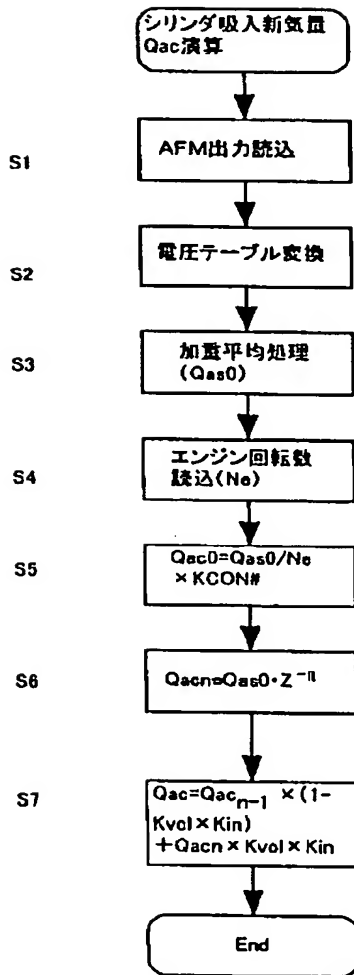 シリンダ吸入新気量
Qac演算
S1
AFM出力読込
S2
電圧テーブル変換
S3
加重平均処理
(Qas0)
S4
エンジン回転数
読込(Ne)
S5
Qac0=Qas0/Ne
× KCON#
S6
Qacn=Qas0·Z⁻ⁿ
S7
Qac=Qacₙ₋₁ ×(1-
Kvol×Kin)
+Qacn×Kvol×Kin
End